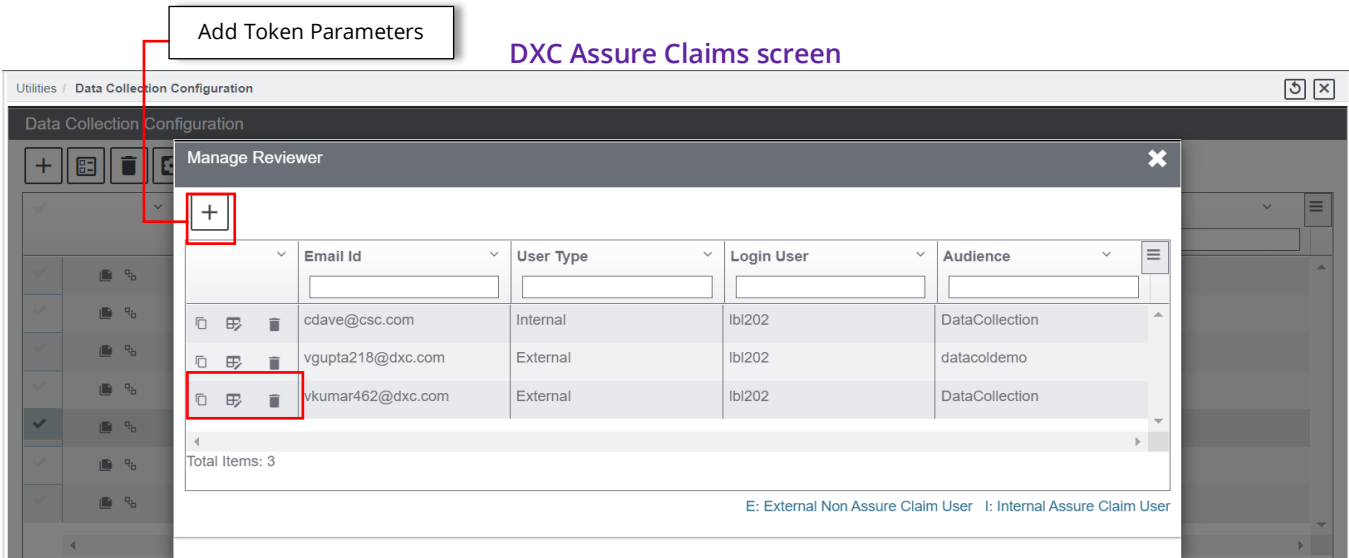 Add Token Parameters
DXC Assure Claims screen
Utilities / Data Collection Configuration
Data Collection Configuration
Manage Reviewer
Email Id User Type Login User Audience
cdave@csc.com Internal lbl202 DataCollection
vgupta218@dxc.com External lbl202 datacoldemo
vkumar462@dxc.com External lbl202 DataCollection
Total Items: 3
E: External Non Assure Claim User I: Internal Assure Claim User